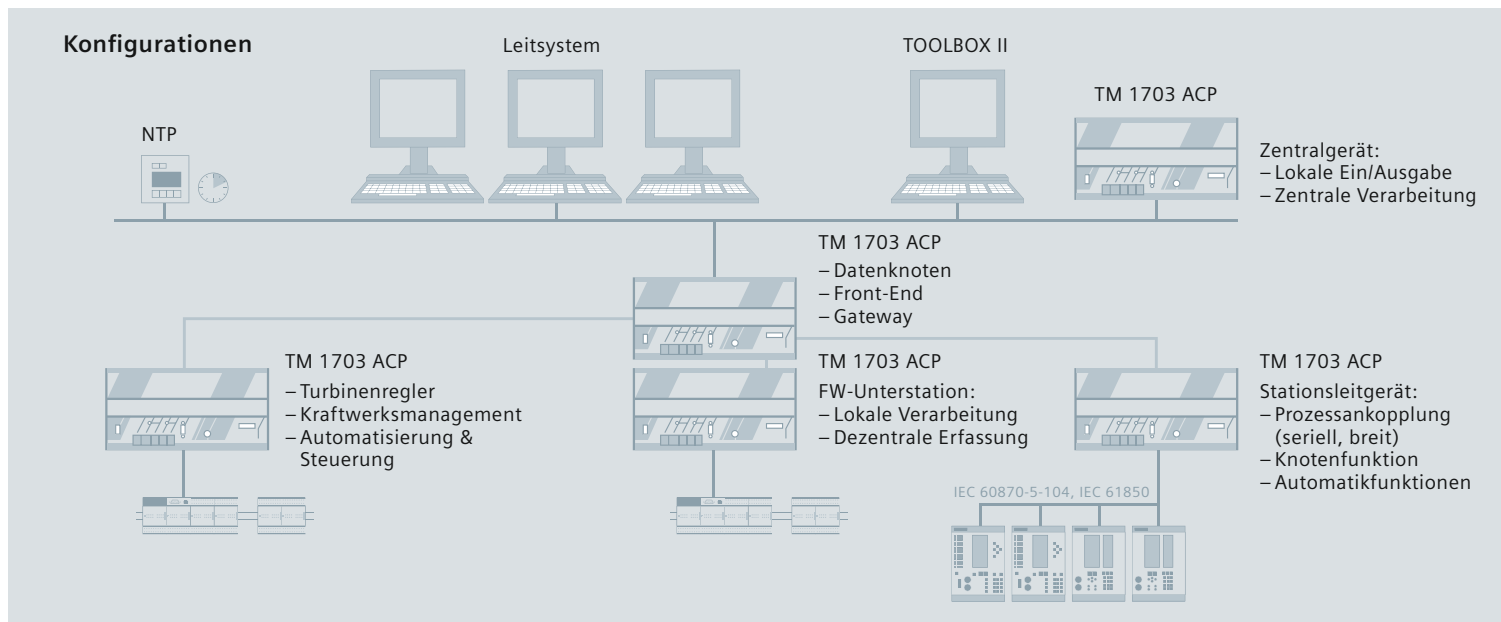 Konfigurationen
Leitsystem
TOOLBOX II
NTP
TM 1703 ACP
Zentralgerät:
– Lokale Ein/Ausgabe
– Zentrale Verarbeitung
TM 1703 ACP
– Datenknoten
– Front-End
– Gateway
TM 1703 ACP
– Turbinenregler
– Kraftwerksmanagement
– Automatisierung &
Steuerung
TM 1703 ACP
FW-Unterstation:
– Lokale Verarbeitung
– Dezentrale Erfassung
TM 1703 ACP
Stationsleitgerät:
– Prozessankopplung
(seriell, breit)
– Knotenfunktion
– Automatikfunktionen
IEC 60870-5-104, IEC 61850